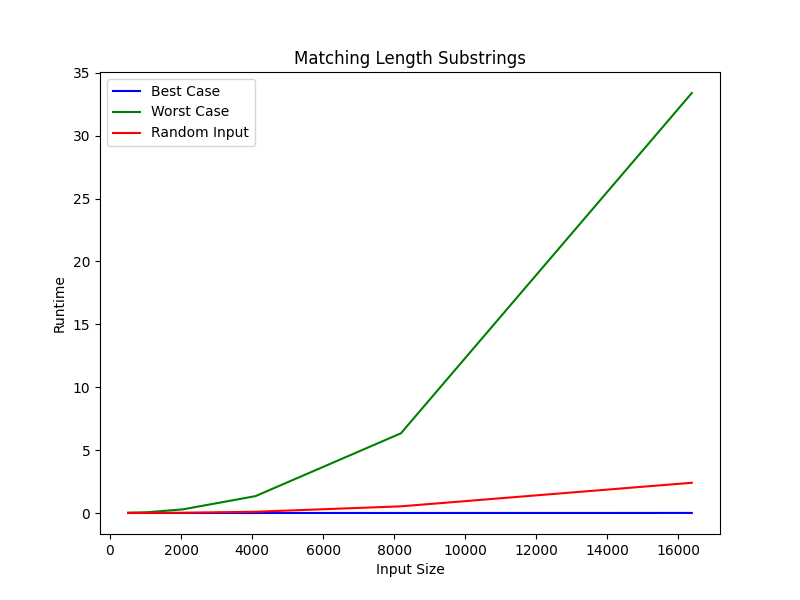 Matching Length Substrings
Best Case
Worst Case
Random Input
35
30
25
20
15
10
5
0
Runtime
0 2000 4000 6000 8000 10000 12000 14000 16000
Input Size